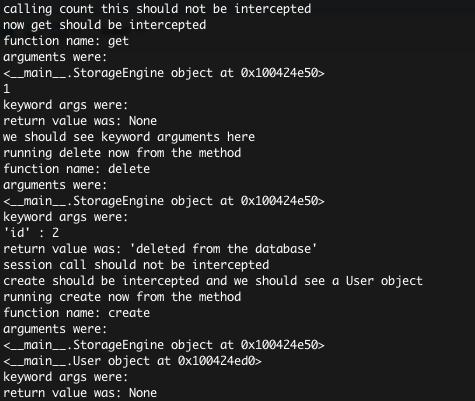 calling count this should not be intercepted
now get should be intercepted
function name: get
arguments were:
<__main__.StorageEngine object at 0x100424e50>
1
keyword args were:
return value was: None
we should see keyword arguments here
running delete now from the method
function name: delete
arguments were:
<__main__.StorageEngine object at 0x100424e50>
keyword args were:
'id' : 2
return value was: 'deleted from the database'
session call should not be intercepted
create should be intercepted and we should see a User object
running create now from the method
function name: create
arguments were:
<__main__.StorageEngine object at 0x100424e50>
<__main__.User object at 0x100424ed0>
keyword args were:
return value was: None